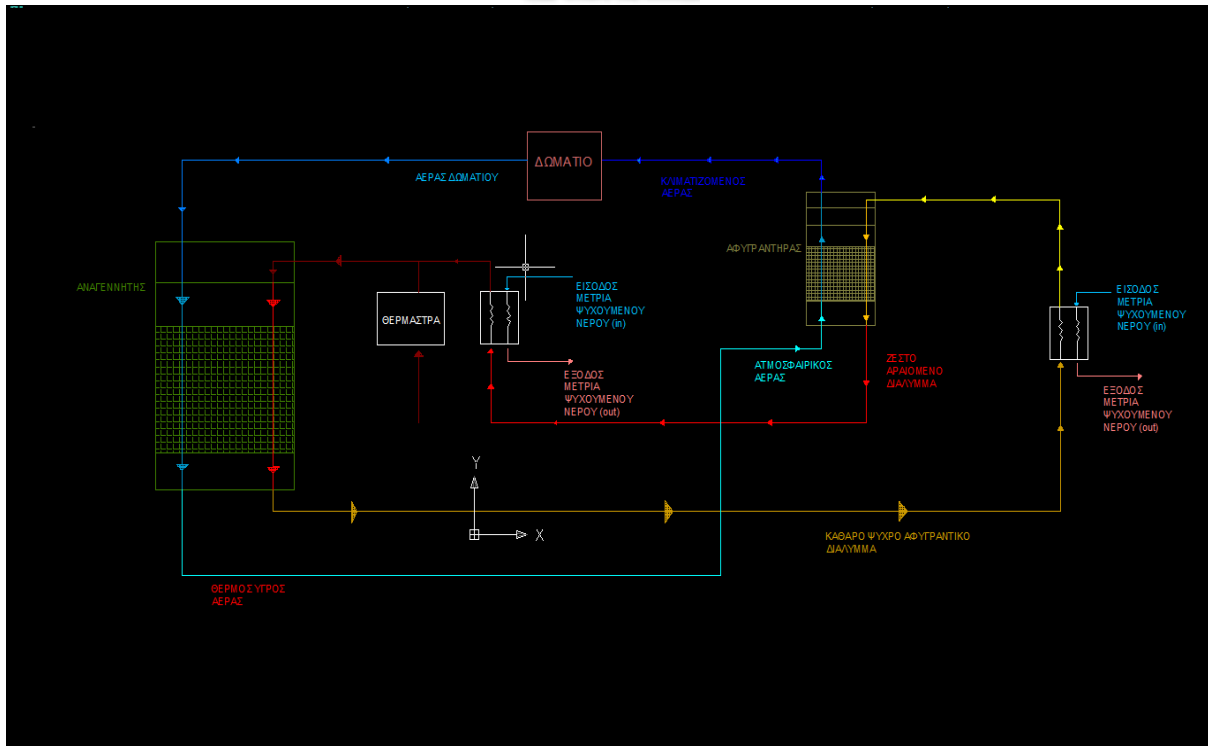 ΔΩΜΑΤΙΟ
ΑΕΡΑΣ ΔΩΜΑΤΙΟΥ
ΚΛΙΜΑΤΙΖΟΜΕΝΟΣ
ΑΕΡΑΣ
ΑΦΥΓΡΑΝΤΗΡΑΣ
ΑΝΑΓΕΝΝΗΤΗΣ
ΘΕΡΜΑΣΤΡΑ
ΕΙΣΟΔΟΣ
ΜΕΤΡΙΑ
ΨΥΧΟΥΜΕΝΟΥ
ΝΕΡΟΥ (in)
ΕΞΟΔΟΣ
ΜΕΤΡΙΑ
ΨΥΧΟΥΜΕΝΟΥ
ΝΕΡΟΥ (out)
ΑΤΜΟΣΦΑΙΡΙΚΟΣ
ΑΕΡΑΣ
ΖΕΣΤΟ
ΑΡΑΙΟΜΕΝΟ
ΔΙΑΛΥΜΜΑ
ΕΙΣΟΔΟΣ
ΜΕΤΡΙΑ
ΨΥΧΟΥΜΕΝΟΥ
ΝΕΡΟΥ (in)
ΕΞΟΔΟΣ
ΜΕΤΡΙΑ
ΨΥΧΟΥΜΕΝΟΥ
ΝΕΡΟΥ (out)
Y
X
ΚΑΘΑΡΟ ΨΥΧΡΟ ΑΦΥΓΡΑΝΤΙΚΟ
ΔΙΑΛΥΜΜΑ
ΘΕΡΜΟΣ ΥΓΡΟΣ
ΑΕΡΑΣ